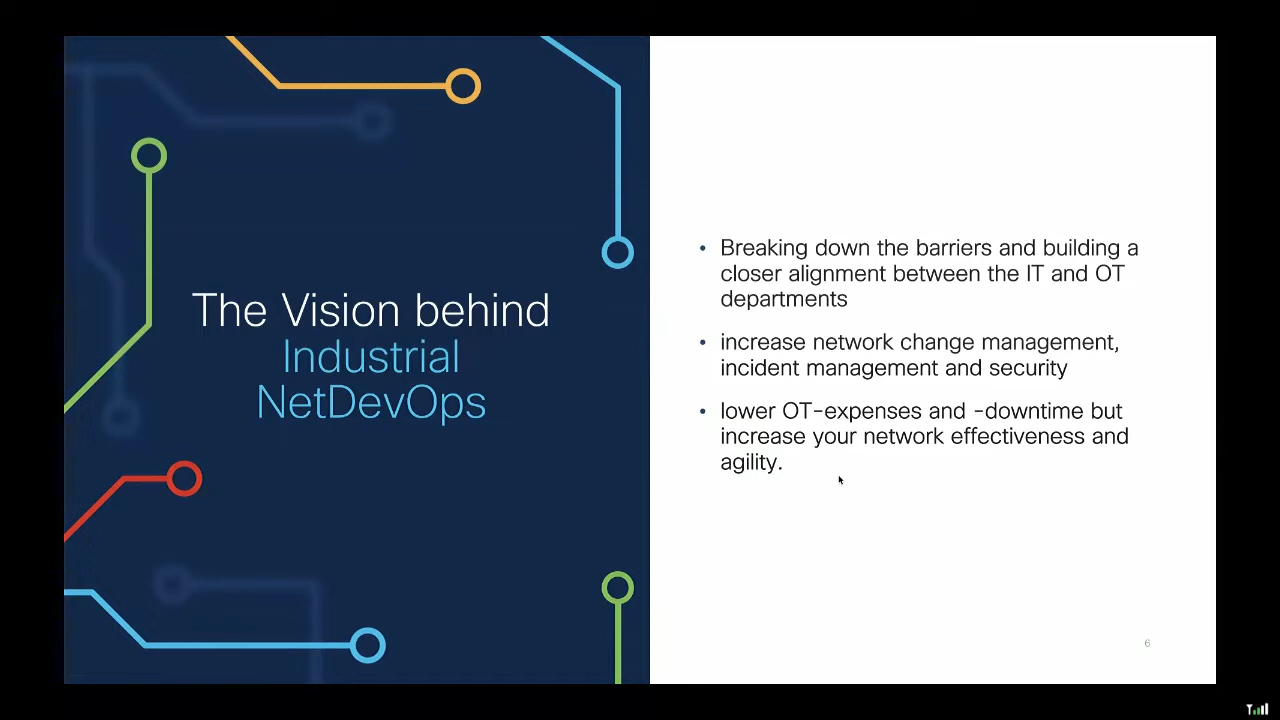 The Vision behind
Industrial
NetDevOps
• Breaking down the barriers and building a
closer alignment between the IT and OT
departments
• increase network change management,
incident management and security
• lower OT-expenses and -downtime but
increase your network effectiveness and
agility.
6